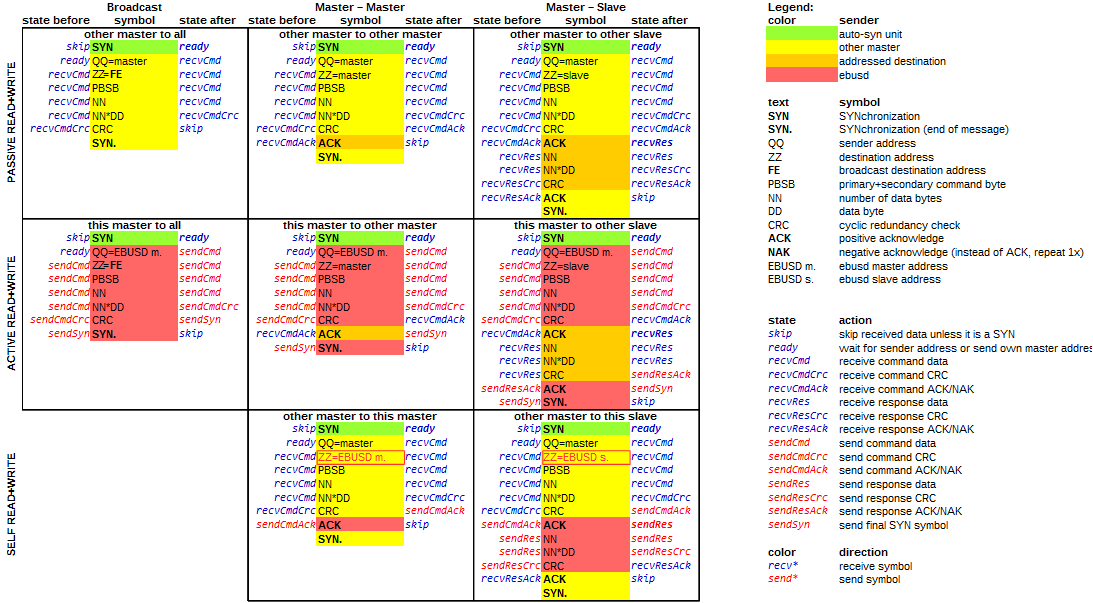 Broadcast
state before symbol state after
Master – Master
state before symbol state after
Master – Slave
state before symbol state after
PASSIVE READ+WRITE
other master to all
skip SYN ready
ready QQ=master recvCmd
recvCmd ZZ=FE recvCmd
recvCmd PBSB recvCmd
recvCmd NN recvCmd
recvCmd NN*DD recvCmdCrc
recvCmdCrc CRC skip
SYN.
other master to other master
skip SYN ready
ready QQ=master recvCmd
recvCmd ZZ=master recvCmd
recvCmd PBSB recvCmd
recvCmd NN recvCmd
recvCmd NN*DD recvCmdCrc
recvCmdCrc CRC recvCmdAck
recvCmdAck ACK skip
SYN.
other master to other slave
skip SYN ready
ready QQ=master recvCmd
recvCmd ZZ=slave recvCmd
recvCmd PBSB recvCmd
recvCmd NN recvCmd
recvCmd NN*DD recvCmdCrc
recvCmdCrc CRC recvCmdAck
recvCmdAck ACK recvRes
recvRes NN recvRes
recvRes NN*DD recvResCrc
recvResCrc CRC recvResAck
recvResAck ACK skip
SYN.
ACTIVE READ+WRITE
this master to all
skip SYN ready
ready QQ=EBUSD m. sendCmd
sendCmd ZZ=FE sendCmd
sendCmd PBSB sendCmd
sendCmd NN sendCmd
sendCmd NN*DD sendCmdCrc
sendCmdCrc CRC sendSyn
sendSyn SYN. skip
this master to other master
skip SYN ready
ready QQ=EBUSD m. sendCmd
sendCmd ZZ=master sendCmd
sendCmd PBSB sendCmd
sendCmd NN sendCmd
sendCmd NN*DD sendCmdCrc
sendCmdCrc CRC recvCmdAck
recvCmdAck ACK sendSyn
sendSyn SYN. skip
this master to other slave
skip SYN ready
ready QQ=EBUSD m. sendCmd
sendCmd ZZ=slave sendCmd
sendCmd PBSB sendCmd
sendCmd NN sendCmd
sendCmd NN*DD sendCmdCrc
sendCmdCrc CRC recvCmdAck
recvCmdAck ACK recvRes
recvRes NN recvRes
recvRes NN*DD recvRes
recvRes CRC sendResAck
sendResAck ACK sendSyn
sendSyn SYN. skip
SELF READ+WRITE
other master to this master
skip SYN ready
ready QQ=master recvCmd
recvCmd ZZ=EBUSD m. recvCmd
recvCmd PBSB recvCmd
recvCmd NN recvCmd
recvCmd NN*DD recvCmdCrc
recvCmdCrc CRC sendCmdAck
sendCmdAck ACK skip
SYN.
other master to this slave
skip SYN ready
ready QQ=master recvCmd
recvCmd ZZ=EBUSD s. recvCmd
recvCmd PBSB recvCmd
recvCmd NN recvCmd
recvCmd NN*DD recvCmdCrc
recvCmdCrc CRC sendCmdAck
sendCmdAck ACK sendRes
sendRes NN sendRes
sendRes NN*DD sendResCrc
sendResCrc CRC recvResAck
recvResAck ACK skip
SYN.
Legend:
color sender
auto-syn unit
other master
addressed destination
ebusd
text symbol
SYN SYNchronization
SYN. SYNchronization (end of message)
QQ sender address
ZZ destination address
FE broadcast destination address
PBSB primary+secondary command byte
NN number of data bytes
DD data byte
CRC cyclic redundancy check
ACK positive acknowledge
NAK negative acknowledge (instead of ACK, repeat 1x)
EBUSD m. ebusd master address
EBUSD s. ebusd slave address
state action
skip skip received data unless it is a SYN
ready wait for sender address or send own master addres
recvCmd receive command data
recvCmdCrc receive command CRC
recvCmdAck receive command ACK/NAK
recvRes receive response data
recvResCrc receive response CRC
recvResAck receive response ACK/NAK
sendCmd send command data
sendCmdCrc send command CRC
sendCmdAck send command ACK/NAK
sendRes send response data
sendResCrc send response CRC
sendResAck send response ACK/NAK
sendSyn send final SYN symbol
color direction
recv* receive symbol
send* send symbol